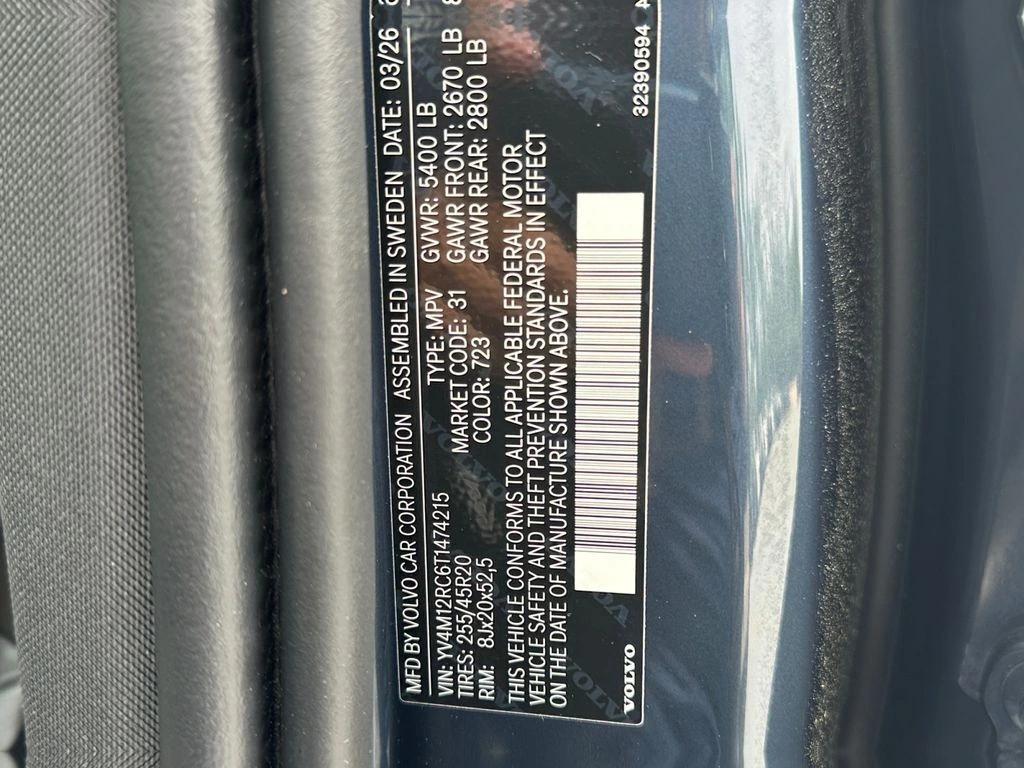 MFD BY VOLVO CAR CORPORATION ASSEMBLED IN SWEDEN DATE: 03/26
VIN: YV4M12RC6T1474215 TYPE: MPV GVWR: 5400 LB
TIRES: 255/45R20 MARKET CODE: 31 GAWR FRONT: 2670 LB
RIM: 8Jx20x52,5 COLOR: 723 GAWR REAR: 2800 LB
THIS VEHICLE CONFORMS TO ALL APPLICABLE FEDERAL MOTOR
VEHICLE SAFETY AND THEFT PREVENTION STANDARDS IN EFFECT
ON THE DATE OF MANUFACTURE SHOWN ABOVE.
VOLVO 32390594